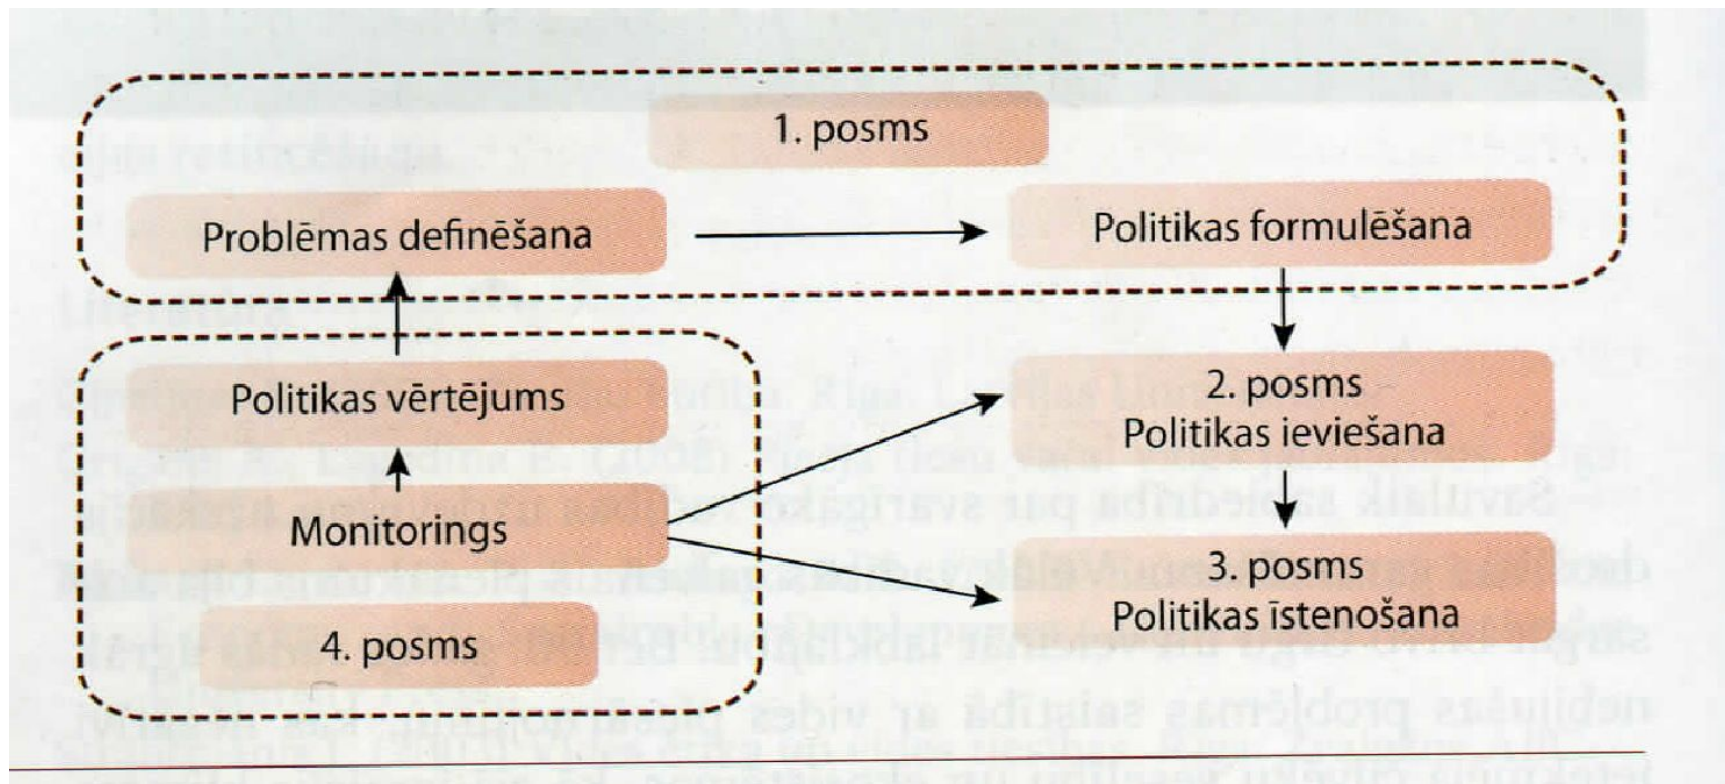 1. posms
Problēmas definēšana
Politikas formulēšana
Politikas vērtējums
2. posms
Politikas ieviešana
Monitorings
3. posms
Politikas īstenošana
4. posms